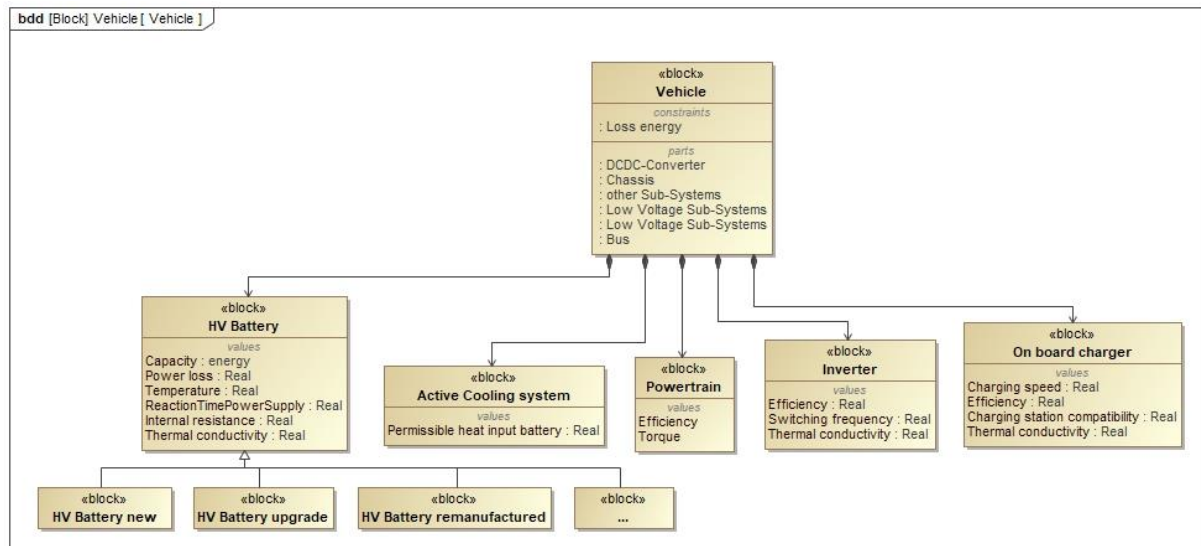 bdd [Block] Vehicle [ Vehicle ]
«block»
Vehicle
constraints
: Loss energy
parts
: DCDC-Converter
: Chassis
: other Sub-Systems
: Low Voltage Sub-Systems
: Low Voltage Sub-Systems
: Bus
«block»
HV Battery
values
Capacity : energy
Power loss : Real
Temperature : Real
ReactionTimePowerSupply : Real
Internal resistance : Real
Thermal conductivity : Real
«block»
Active Cooling system
values
Permissible heat input battery : Real
«block»
Powertrain
values
Efficiency
Torque
«block»
Inverter
values
Efficiency : Real
Switching frequency : Real
Thermal conductivity : Real
«block»
On board charger
values
Charging speed : Real
Efficiency : Real
Charging station compatibility : Real
Thermal conductivity : Real
«block»
HV Battery new
«block»
HV Battery upgrade
«block»
HV Battery remanufactured
«block»
...